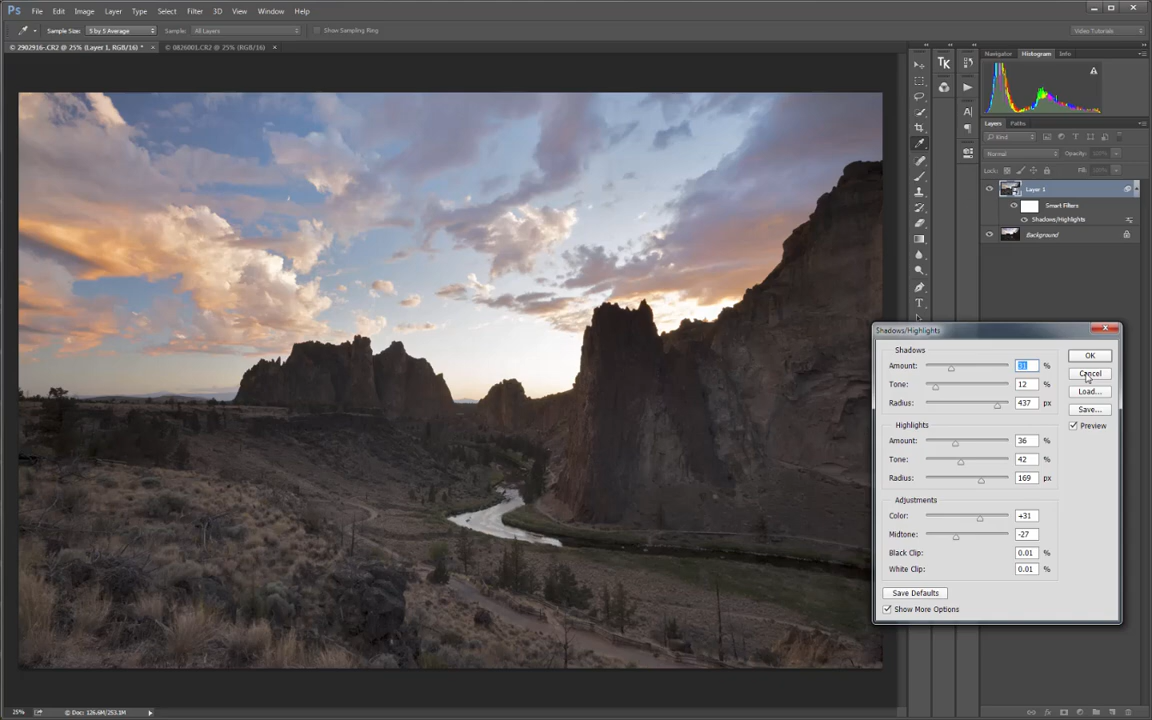 Ps File Edit Image Layer Type Select Filter 3D View Window Help
Sample Size: 5 by 5 Average Sample: All Layers Show Sampling Ring Video Tutorials
© 2902916-.CR2 @ 25% (Layer 1, RGB/16) * × © 0826001.CR2 @ 25% (RGB/16) ×
Navigator Histogram Info
TK
Layers Paths
Kind
Normal Opacity: 100%
Lock: Fill: 100%
Layer 1
Smart Filters
Shadows/Highlights
Background
Shadows/Highlights
Shadows
Amount: 31 %
Tone: 12 %
Radius: 437 px
Highlights
Amount: 36 %
Tone: 42 %
Radius: 169 px
Adjustments
Color: +31
Midtone: -27
Black Clip: 0.01 %
White Clip: 0.01 %
Save Defaults
Show More Options
OK
Cancel
Load...
Save...
Preview
25% Doc: 126.6M/253.1M